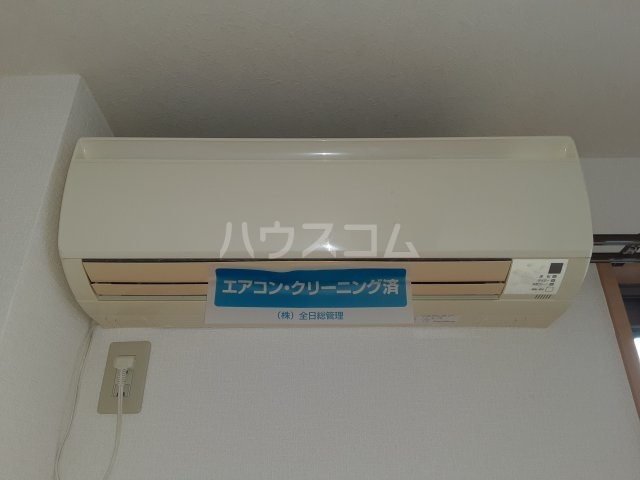 ハウスコム
エアコン・クリーニング済
（株）全日総管理